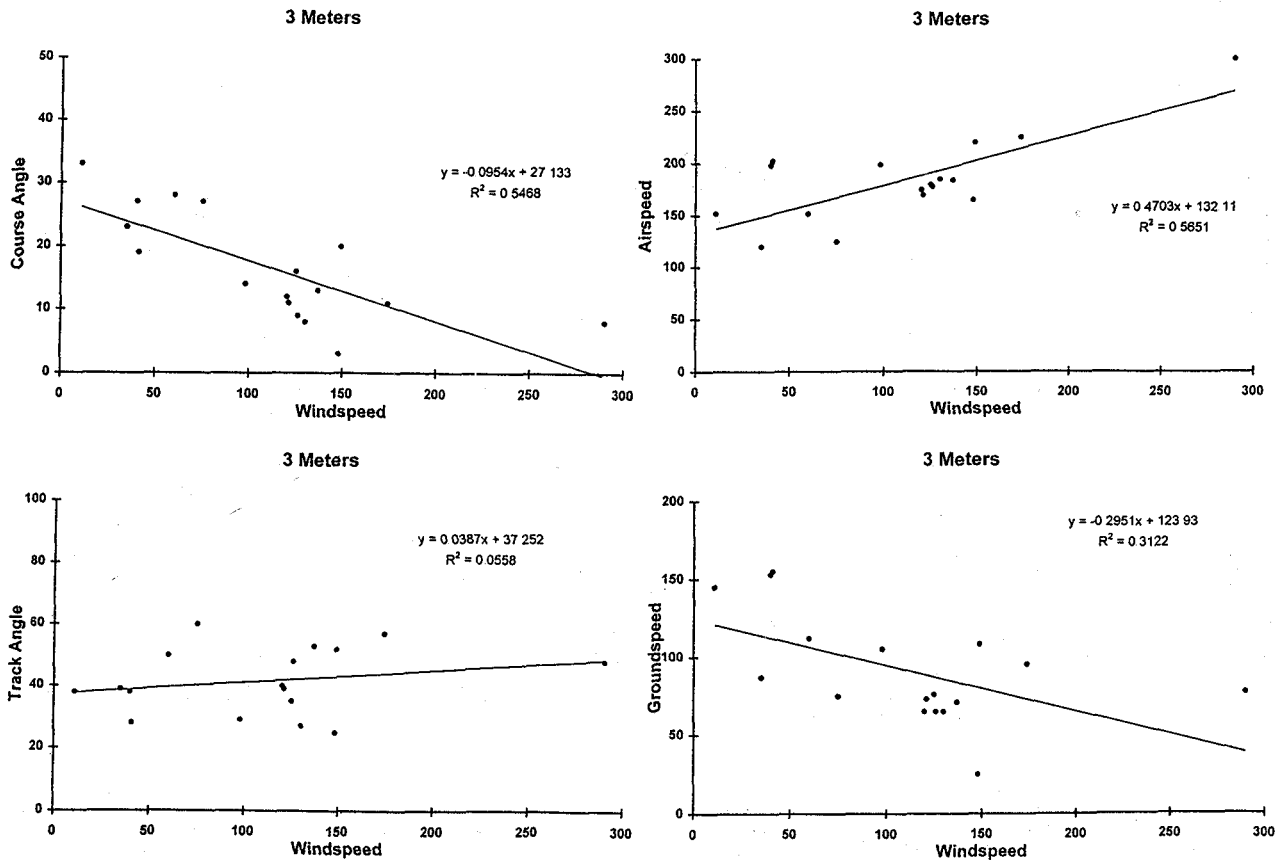 3 Meters
50
40
30
20
10
0
Course Angle
y = -0 0954x + 27 133
R² = 0 5468
0 50 100 150 200 250 300
Windspeed
3 Meters
300
250
200
150
100
50
0
Airspeed
y = 0 4703x + 132 11
R² = 0 5651
0 50 100 150 200 250 300
Windspeed
3 Meters
100
80
60
40
20
0
Track Angle
y = 0 0387x + 37 252
R² = 0 0558
0 50 100 150 200 250 300
Windspeed
3 Meters
200
150
100
50
0
Groundspeed
y = -0 2951x + 123 93
R² = 0 3122
0 50 100 150 200 250 300
Windspeed